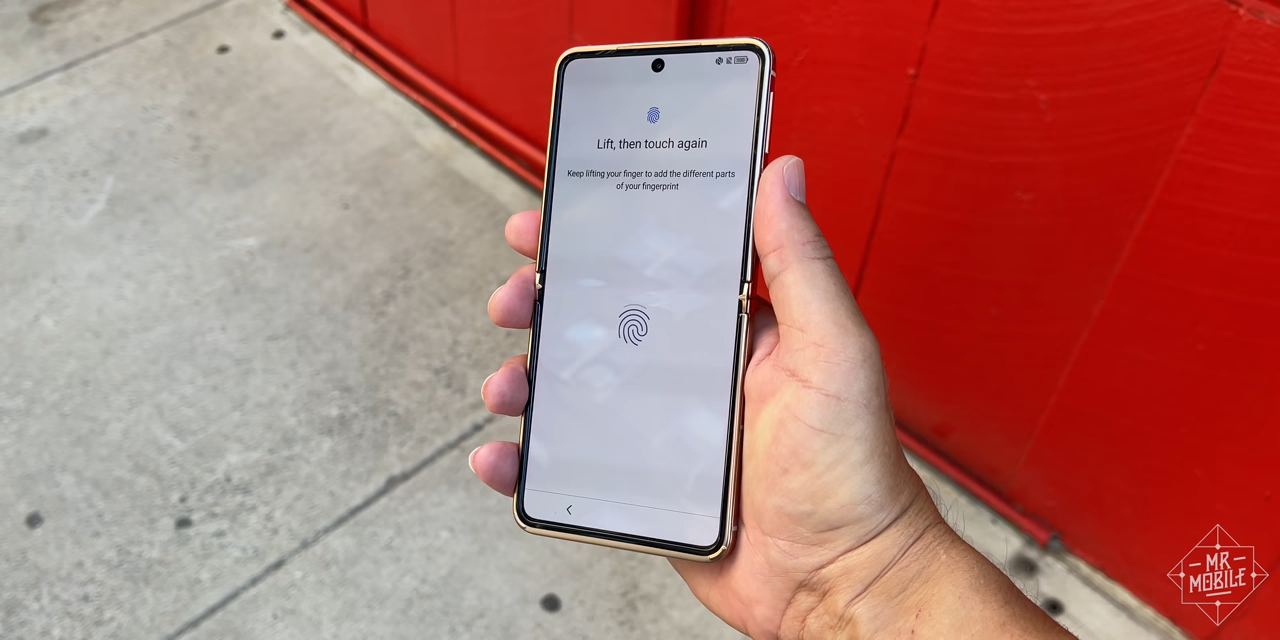 Lift, then touch again
Keep lifting your finger to add the different parts
of your fingerprint
MR
MOBILE